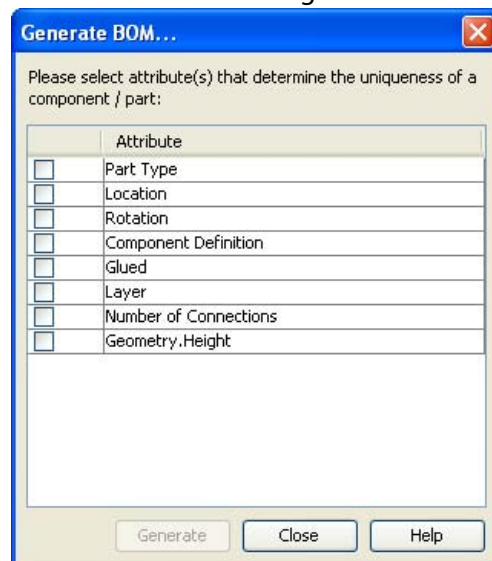 Generate BOM...
Please select attribute(s) that determine the uniqueness of a
component / part:
Attribute
Part Type
Location
Rotation
Component Definition
Glued
Layer
Number of Connections
Geometry.Height
Generate Close Help